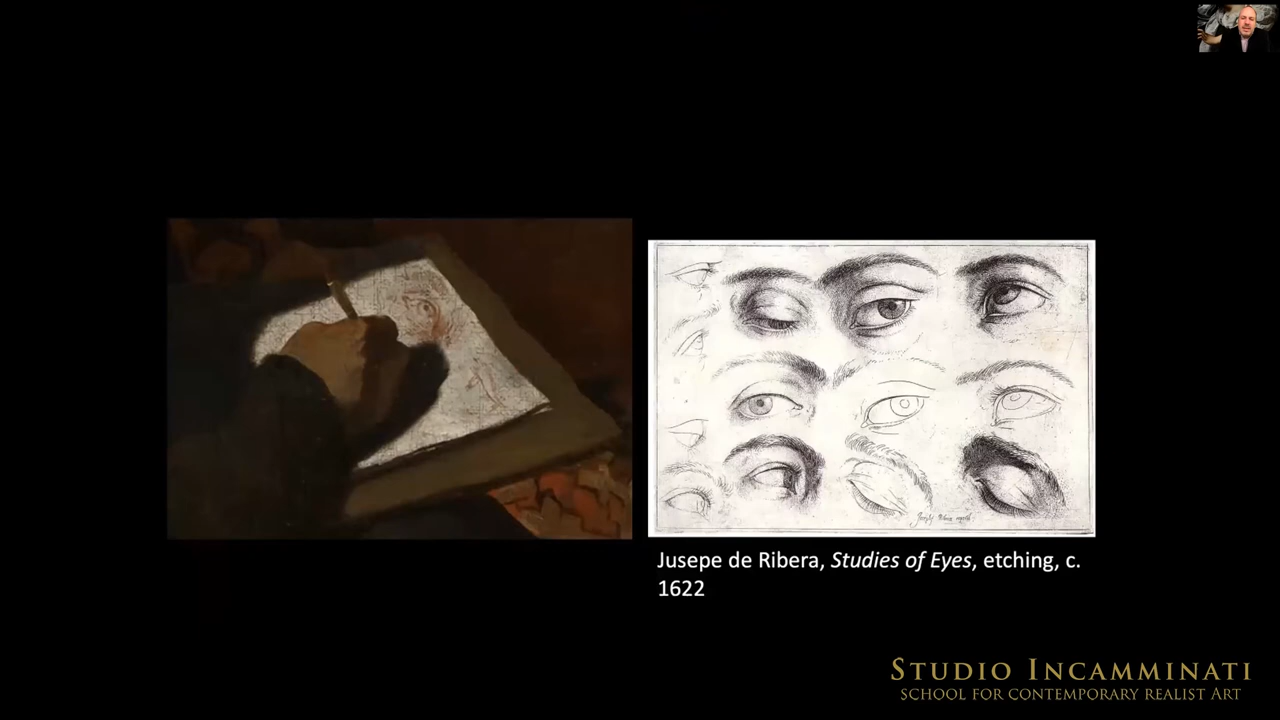 Jusepe de Ribera, Studies of Eyes, etching, c.
1622
STUDIO INCAMMINATI
SCHOOL FOR CONTEMPORARY REALIST ART